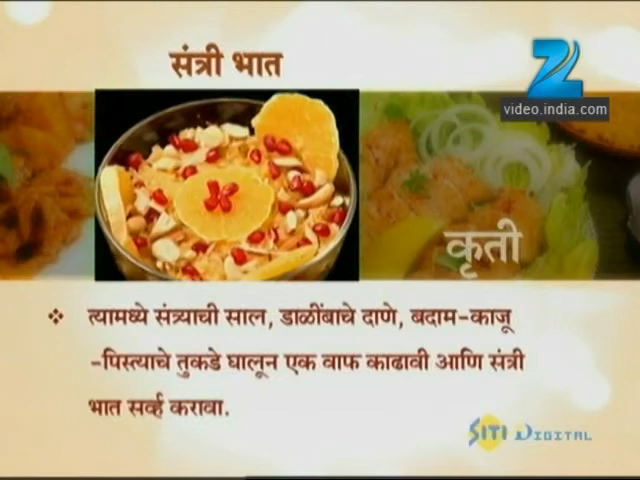 संत्री भात
Z
video.india.com
कृती
❖ त्यामध्ये संत्र्याची साल, डाळींबाचे दाणे, बदाम-काजू
-पिस्त्याचे तुकडे घालून एक वाफ काढावी आणि संत्री
भात सर्व्ह करावा.
SITI DIGITAL